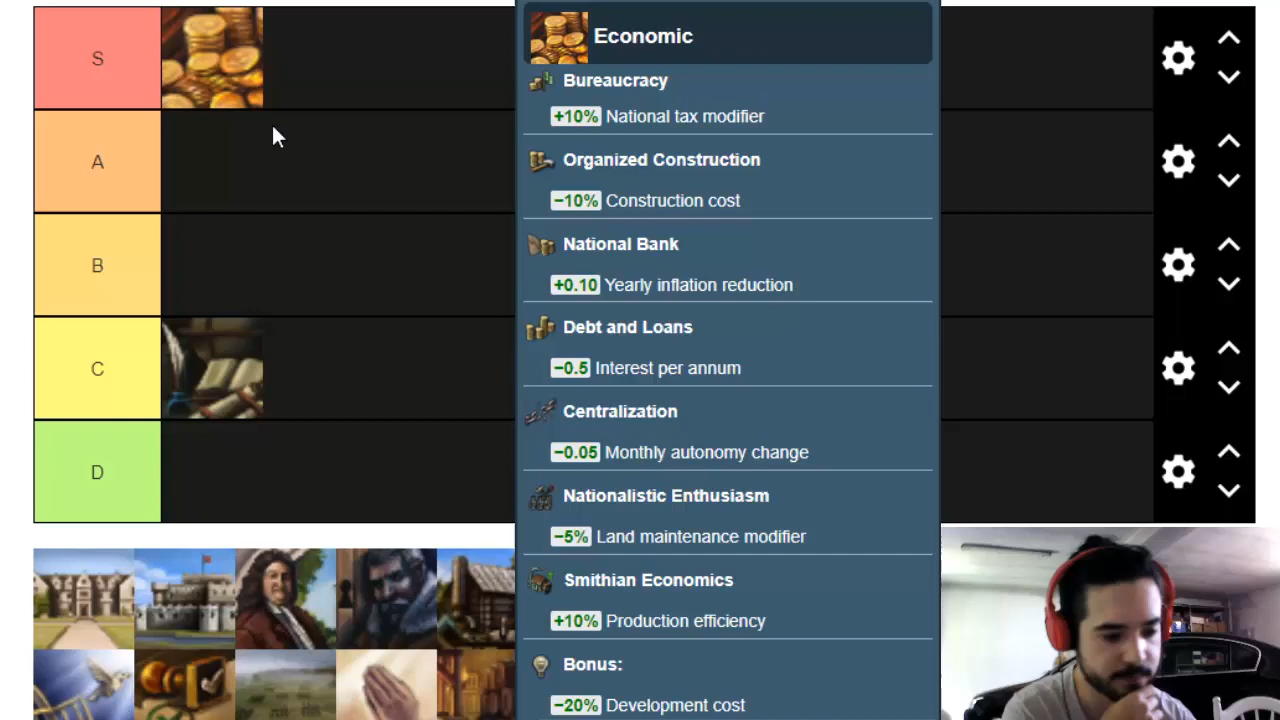 S
A
B
C
D
Economic
Bureaucracy
+10% National tax modifier
Organized Construction
−10% Construction cost
National Bank
+0.10 Yearly inflation reduction
Debt and Loans
−0.5 Interest per annum
Centralization
−0.05 Monthly autonomy change
Nationalistic Enthusiasm
−5% Land maintenance modifier
Smithian Economics
+10% Production efficiency
Bonus:
−20% Development cost